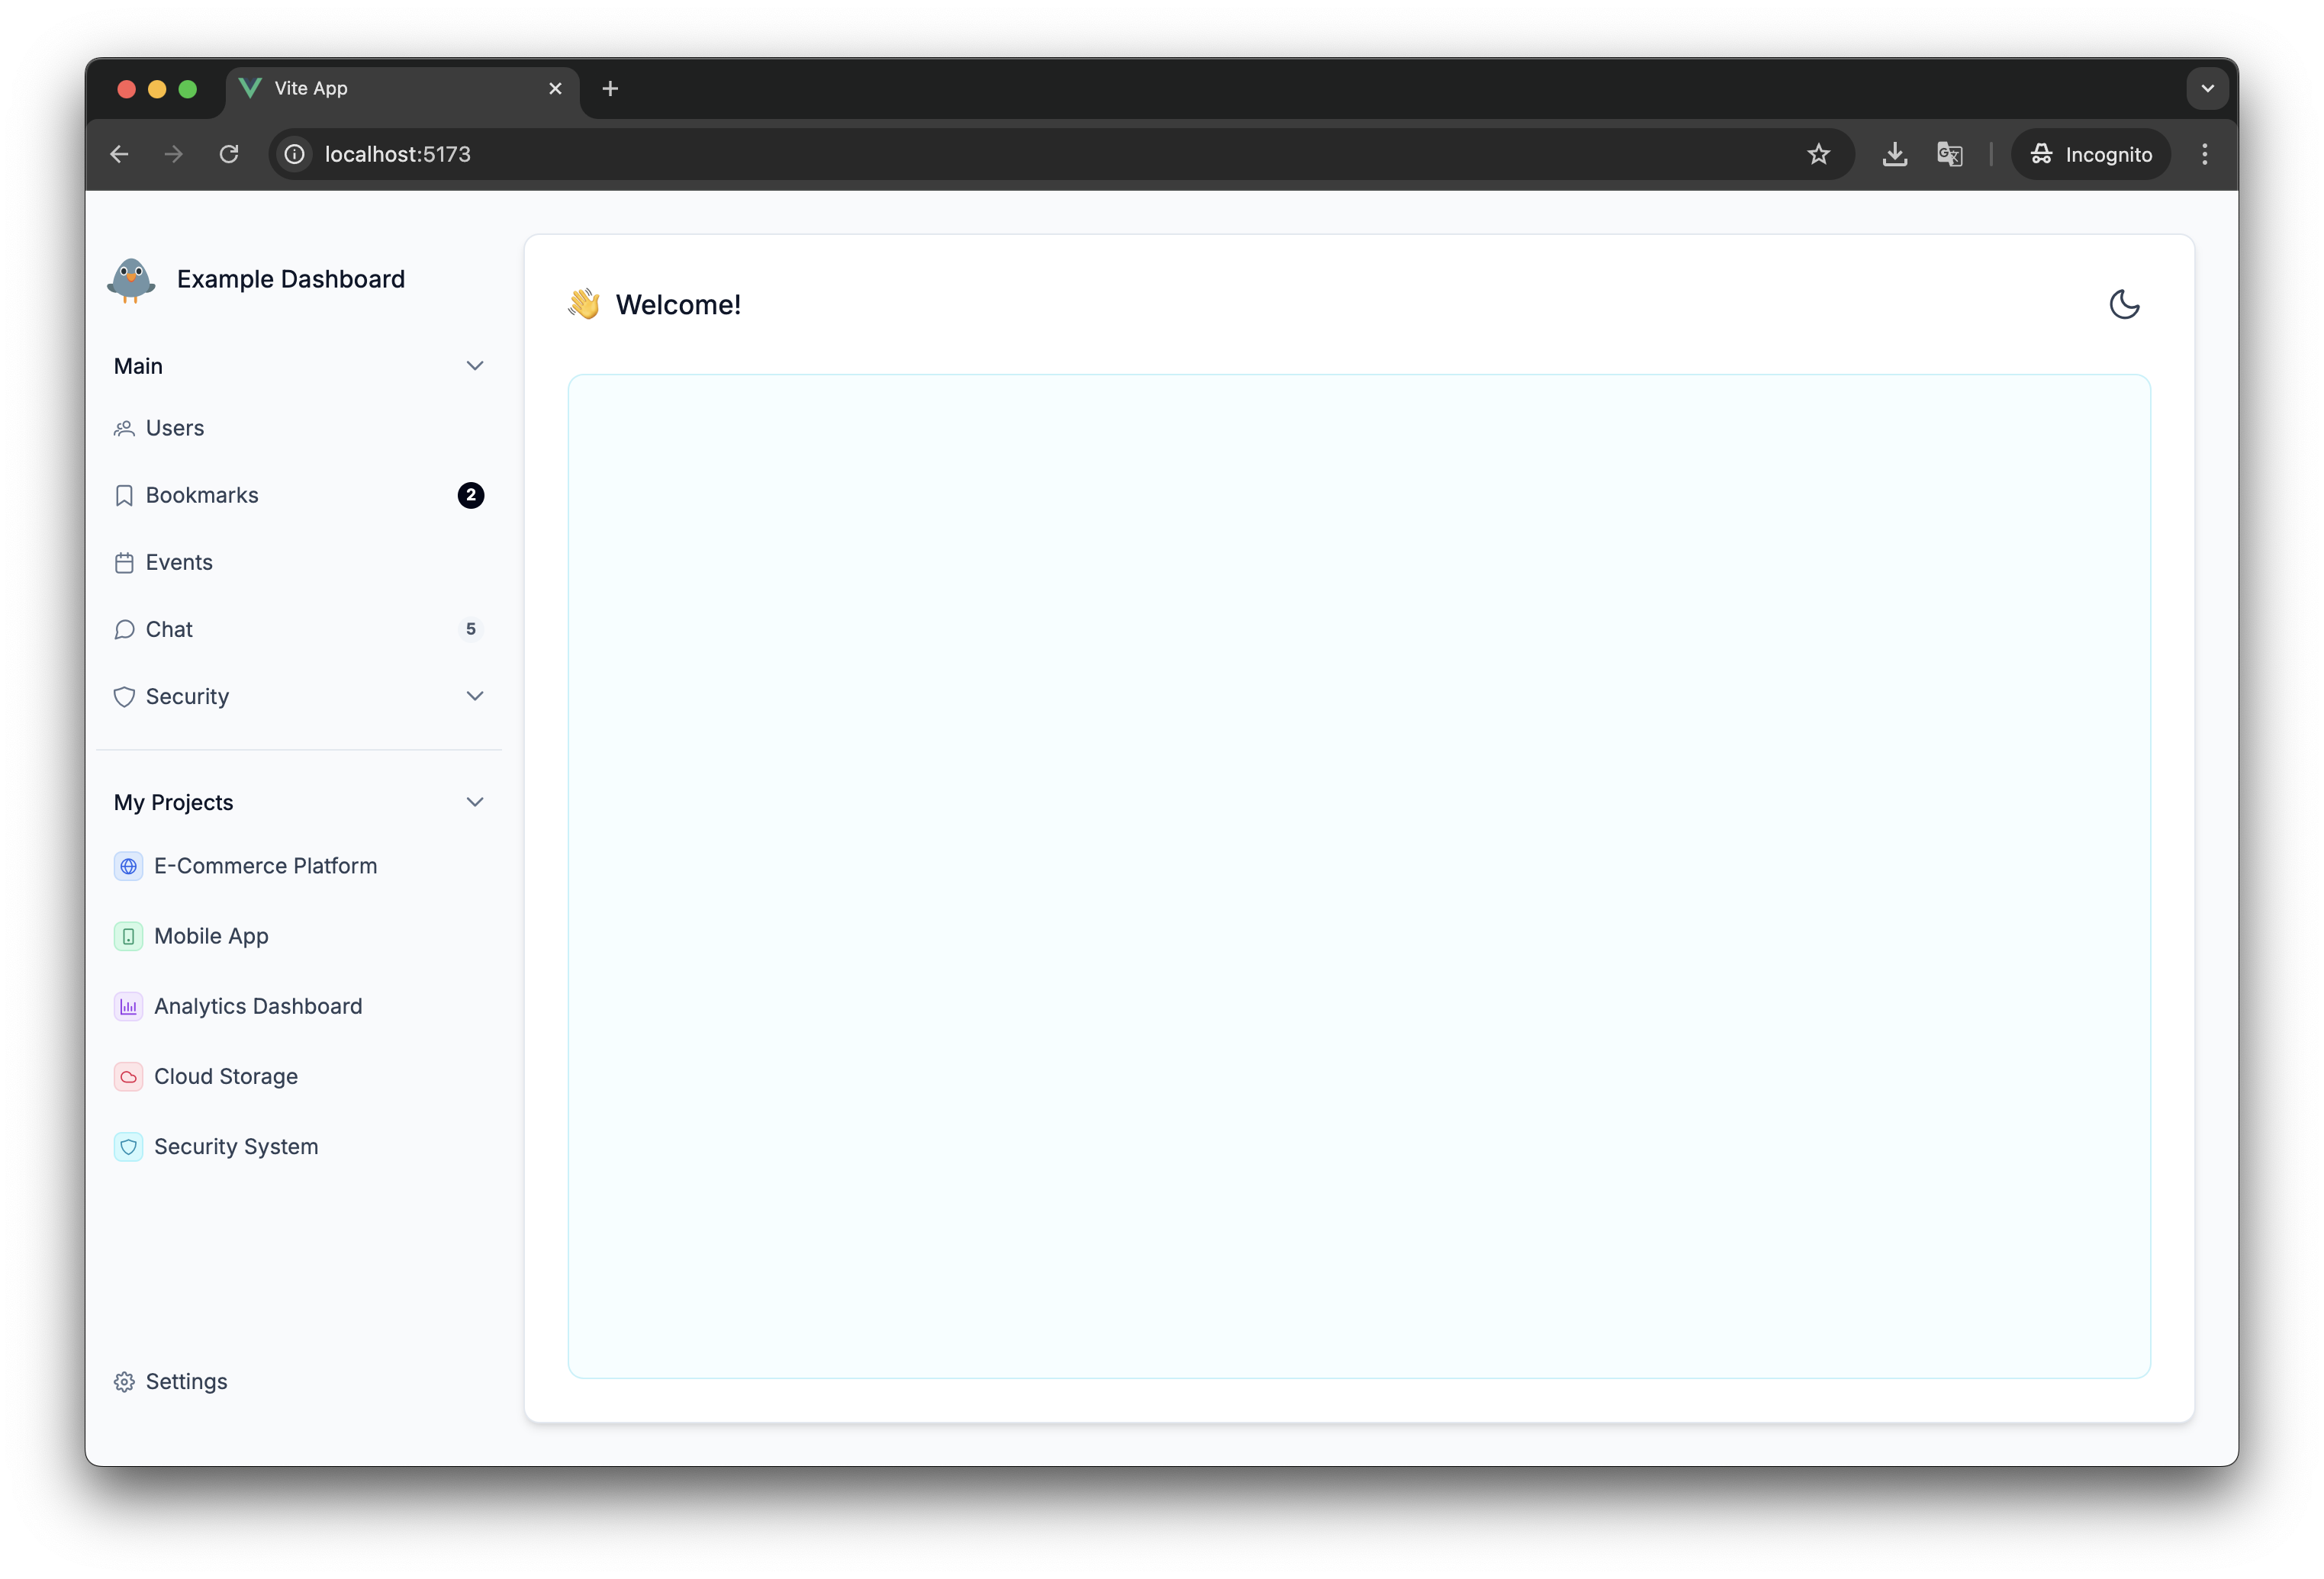 Vite App
localhost:5173
Incognito
Example Dashboard
Main
Users
Bookmarks 2
Events
Chat 5
Security
My Projects
E-Commerce Platform
Mobile App
Analytics Dashboard
Cloud Storage
Security System
Settings
👋 Welcome!